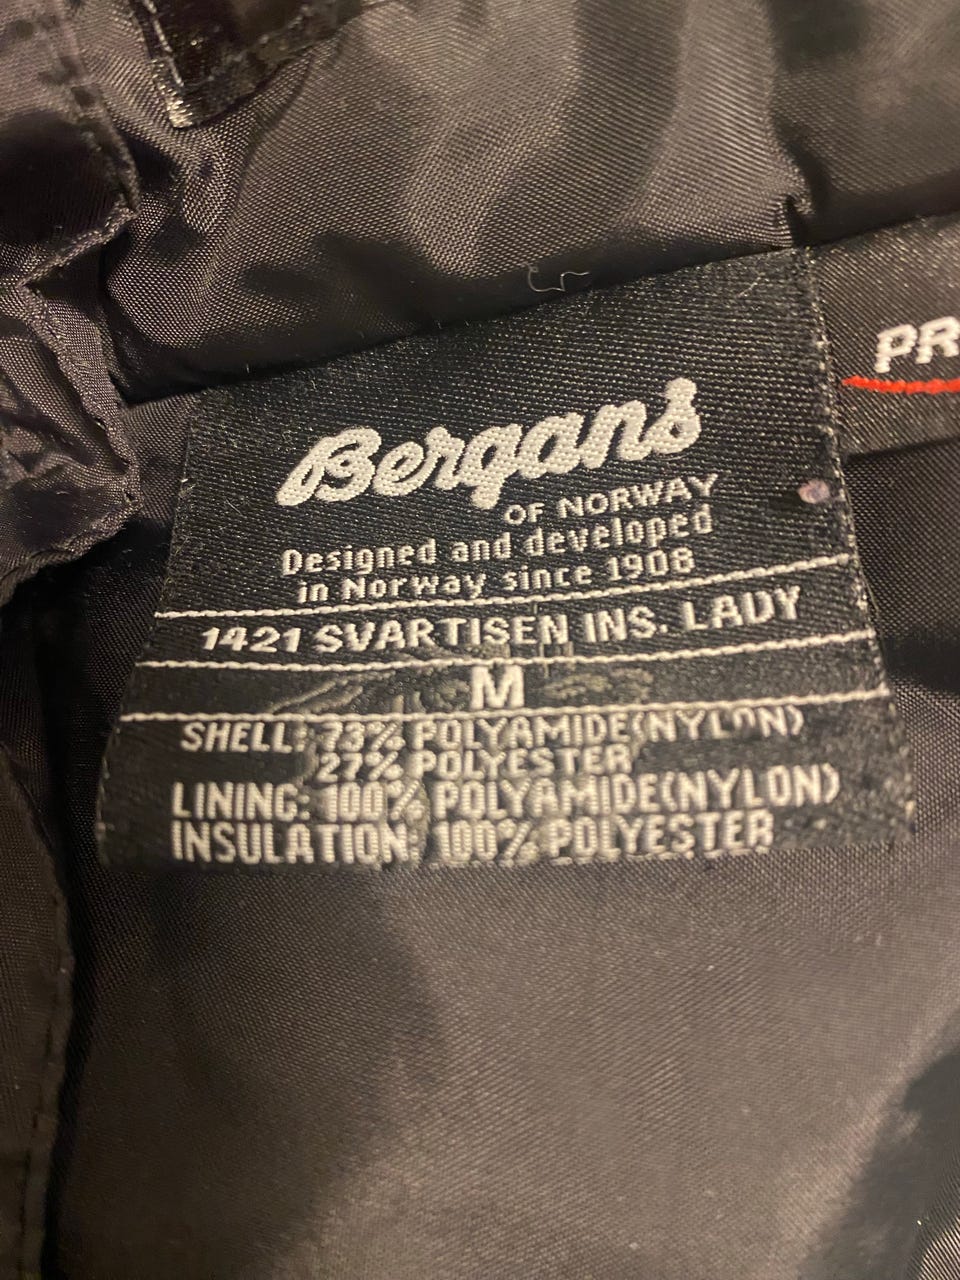 Bergans
OF NORWAY
Designed and developed
in Norway since 1908
1421 SVARTISEN INS. LADY
M
SHELL: 73% POLYAMIDE(NYLON)
27% POLYESTER
LINING: 100% POLYAMIDE(NYLON)
INSULATION: 100% POLYESTER
PR